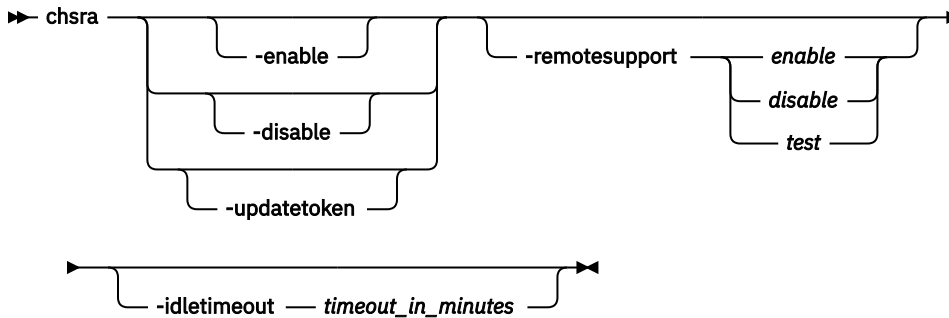 chsra
-enable
-disable
-updatetoken
-remotesupport
enable
disable
test
-idletimeout timeout_in_minutes